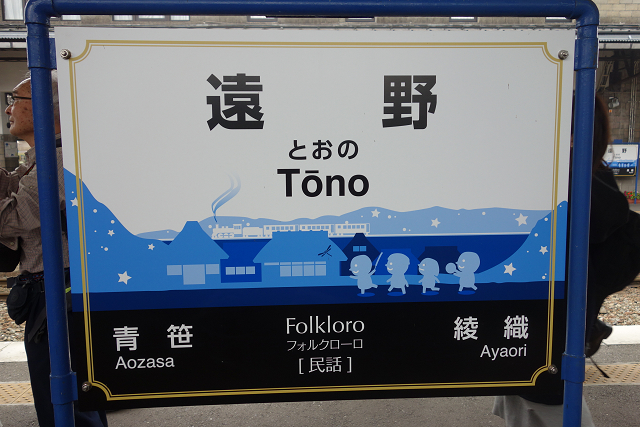 遠野
とおの
Tōno
青笹
Aozasa
Folkloro
フォルクローロ
[民話]
綾織
Ayaori